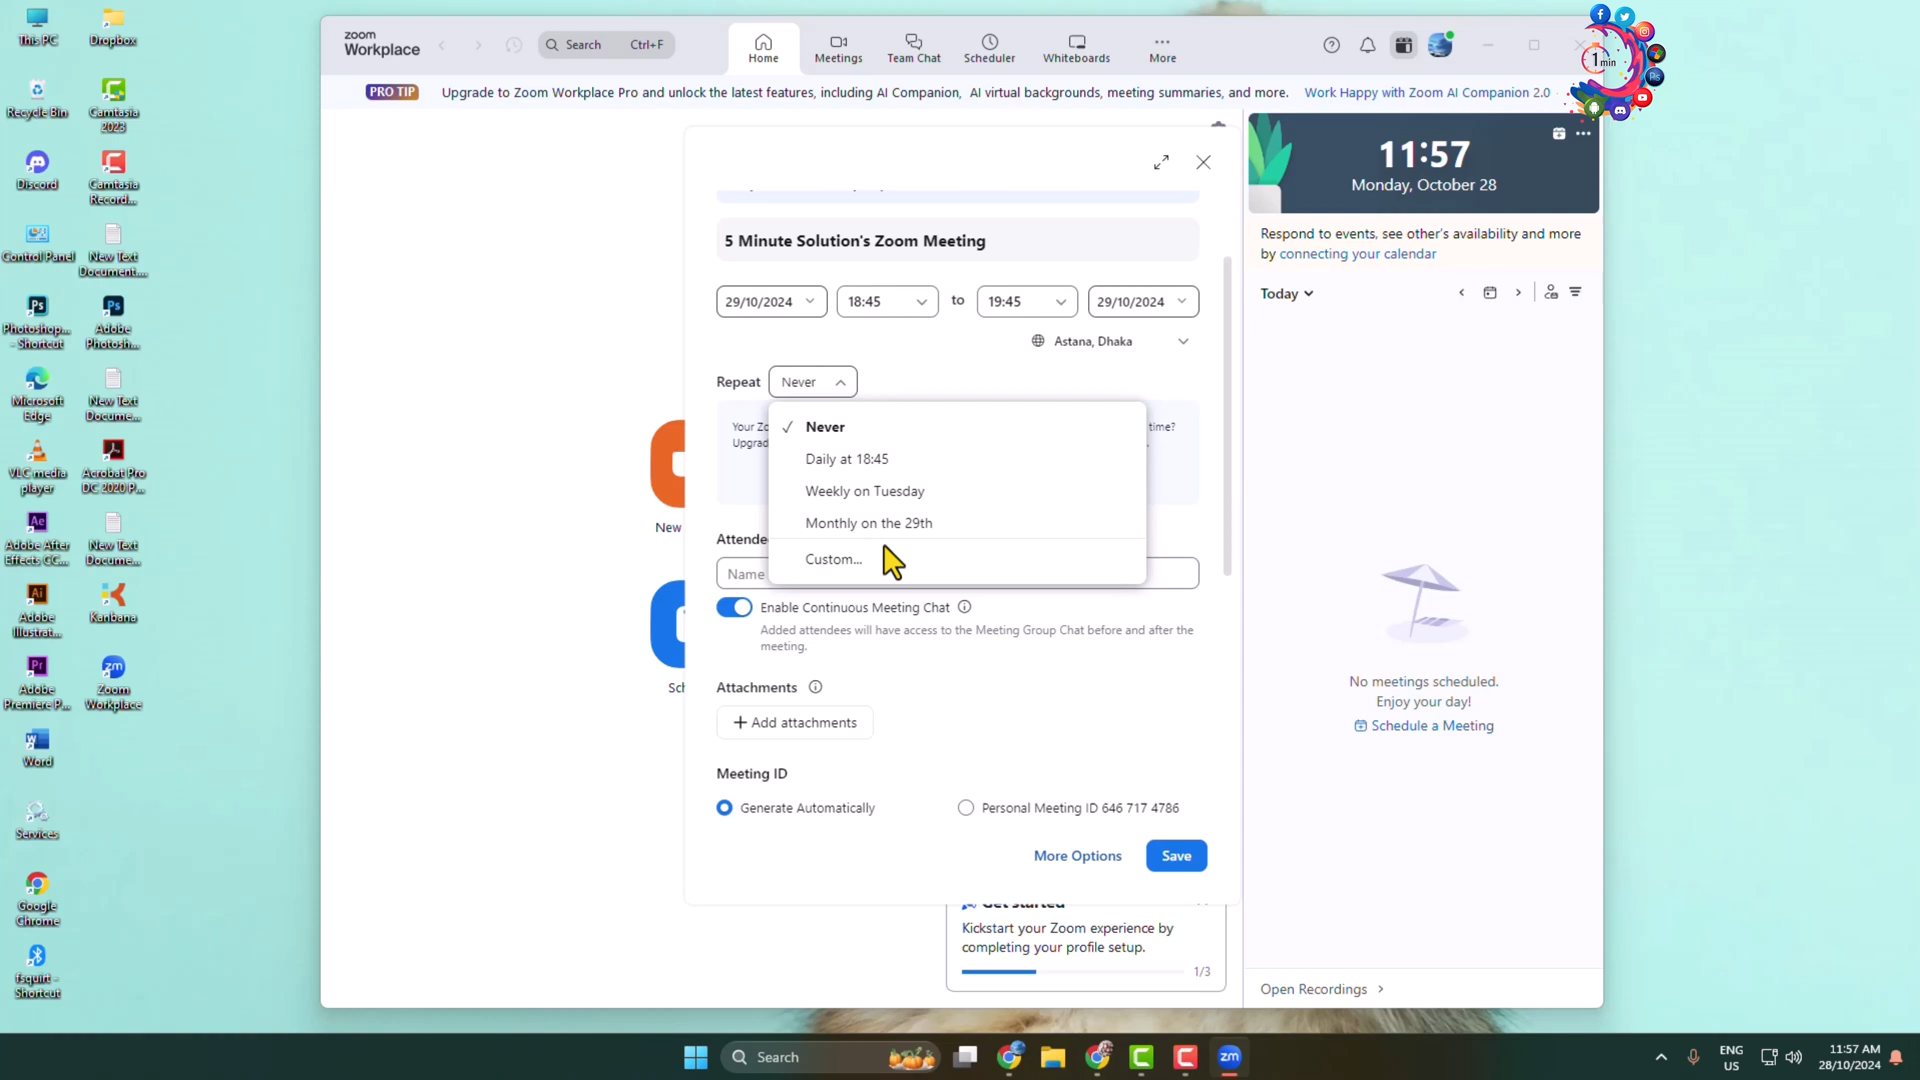 This PC
Dropbox
Recycle Bin
Camtasia 2023
Discord
Camtasia Record...
Control Panel
New Text Document....
Photoshop... - Shortcut
Adobe Photosh...
Microsoft Edge
New Text Docume...
VLC media player
Acrobat Pro DC 2020 P...
Adobe After Effects CC...
New Text Docume...
Adobe Illustrat...
Kanbana
Adobe Premiere P...
Zoom Workplace
Word
Services
Google Chrome
fsquirt - Shortcut
zoom
Workplace
Search Ctrl+F
Home
Meetings
Team Chat
Scheduler
Whiteboards
More
1min
PRO TIP Upgrade to Zoom Workplace Pro and unlock the latest features, including AI Companion, AI virtual backgrounds, meeting summaries, and more. Work Happy with Zoom AI Companion 2.0
5 Minute Solution's Zoom Meeting
29/10/2024 18:45 to 19:45 29/10/2024
Astana, Dhaka
Repeat Never
Your Zo
time?
Upgrad
Never
Daily at 18:45
Weekly on Tuesday
Monthly on the 29th
Custom...
Attende
Name
Enable Continuous Meeting Chat
Added attendees will have access to the Meeting Group Chat before and after the
meeting.
Attachments
+ Add attachments
Meeting ID
Generate Automatically
Personal Meeting ID 646 717 4786
More Options
Save
New
Sch
Kickstart your Zoom experience by
completing your profile setup.
1/3
11:57
Monday, October 28
Respond to events, see other's availability and more
by connecting your calendar
Today
No meetings scheduled.
Enjoy your day!
Schedule a Meeting
Open Recordings
Search
zm
ENG
US
11:57 AM
28/10/2024